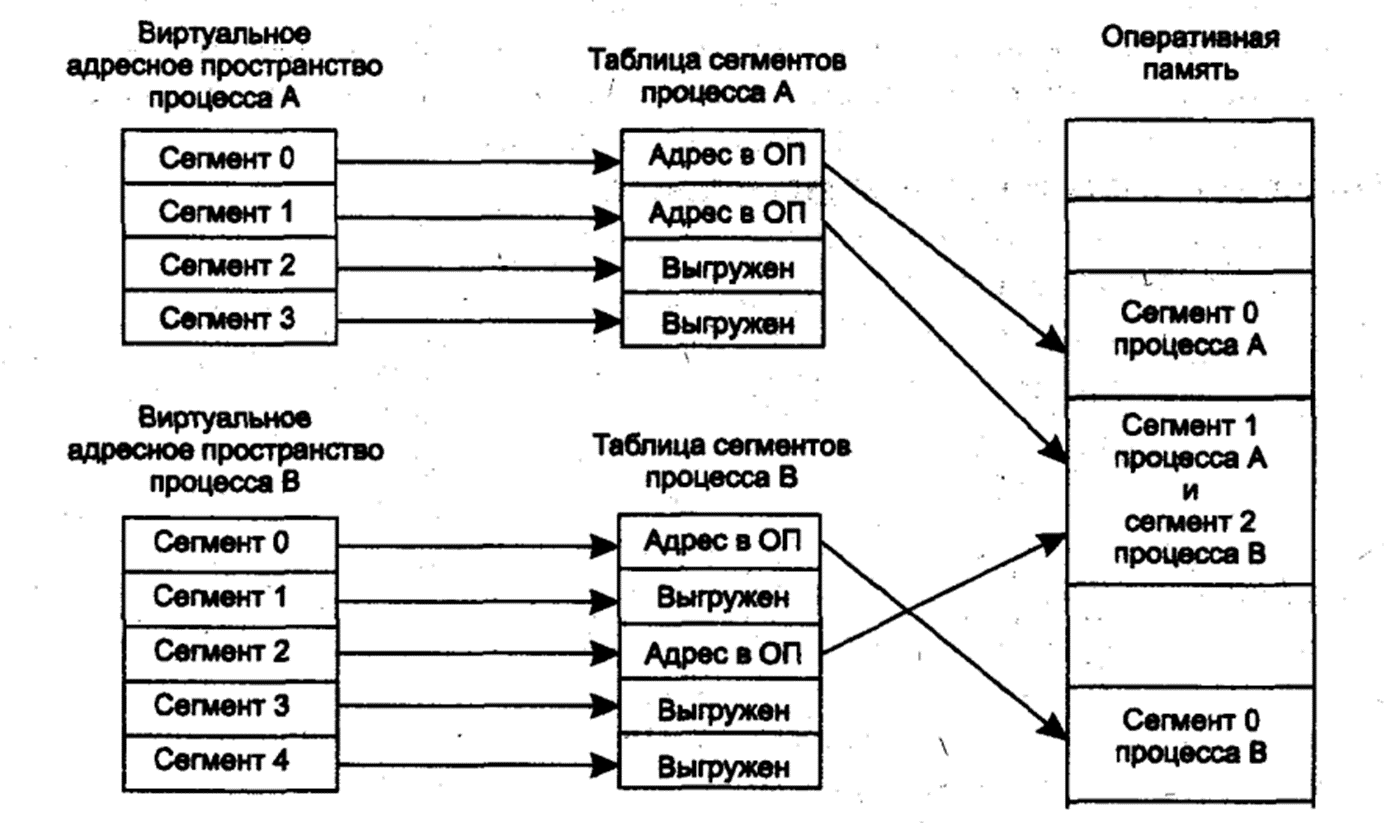 Виртуальное
адресное пространство
процесса А
Таблица сегментов
процесса А
Оперативная
память
Сегмент 0
Сегмент 1
Сегмент 2
Сегмент 3
Адрес в ОП
Адрес в ОП
Выгружен
Выгружен
Виртуальное
адресное пространство
процесса В
Таблица сегментов
процесса В
Сегмент 0
Сегмент 1
Сегмент 2
Сегмент 3
Сегмент 4
Адрес в ОП
Выгружен
Адрес в ОП
Выгружен
Выгружен
Сегмент 0
процесса А
Сегмент 1
процесса А
и
сегмент 2
процесса В
Сегмент 0
процесса В